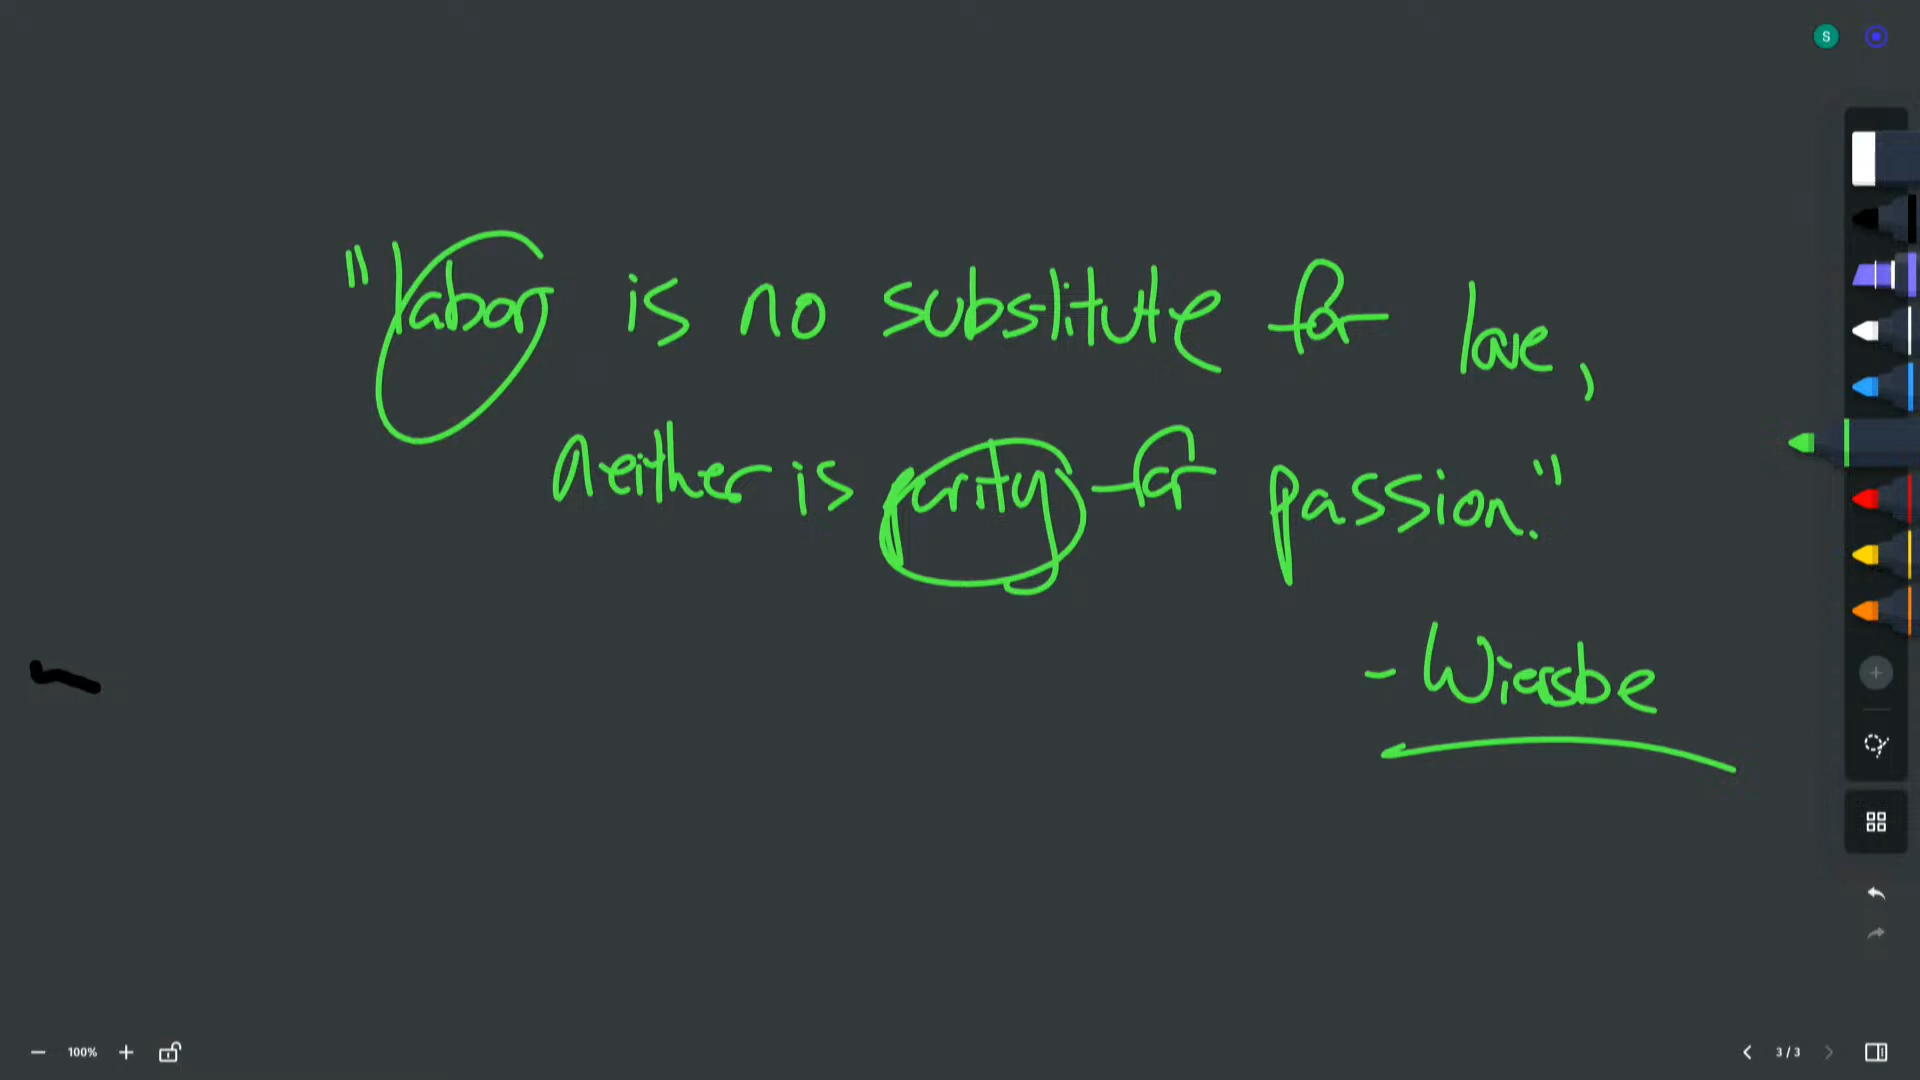 S
"labor is no substitute for love,
neither is purity for passion."
- Wiersbe
100%
3/3